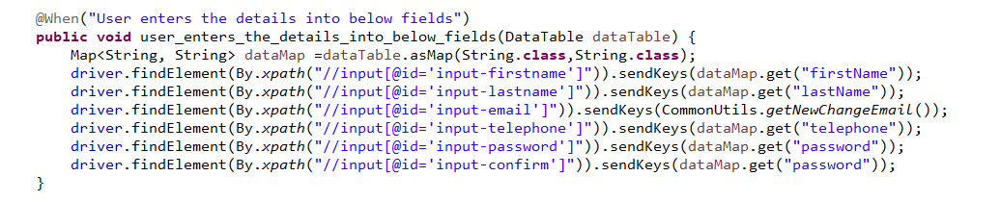 @When("User enters the details into below fields")
public void user_enters_the_details_into_below_fields(DataTable dataTable) {
    Map<String, String> dataMap =dataTable.asMap(String.class,String.class);
    driver.findElement(By.xpath("//input[@id='input-firstname']")).sendKeys(dataMap.get("firstName"));
    driver.findElement(By.xpath("//input[@id='input-lastname']")).sendKeys(dataMap.get("lastName"));
    driver.findElement(By.xpath("//input[@id='input-email']")).sendKeys(CommonUtils.getNewChangeEmail());
    driver.findElement(By.xpath("//input[@id='input-telephone']")).sendKeys(dataMap.get("telephone"));
    driver.findElement(By.xpath("//input[@id='input-password']")).sendKeys(dataMap.get("password"));
    driver.findElement(By.xpath("//input[@id='input-confirm']")).sendKeys(dataMap.get("password"));
}